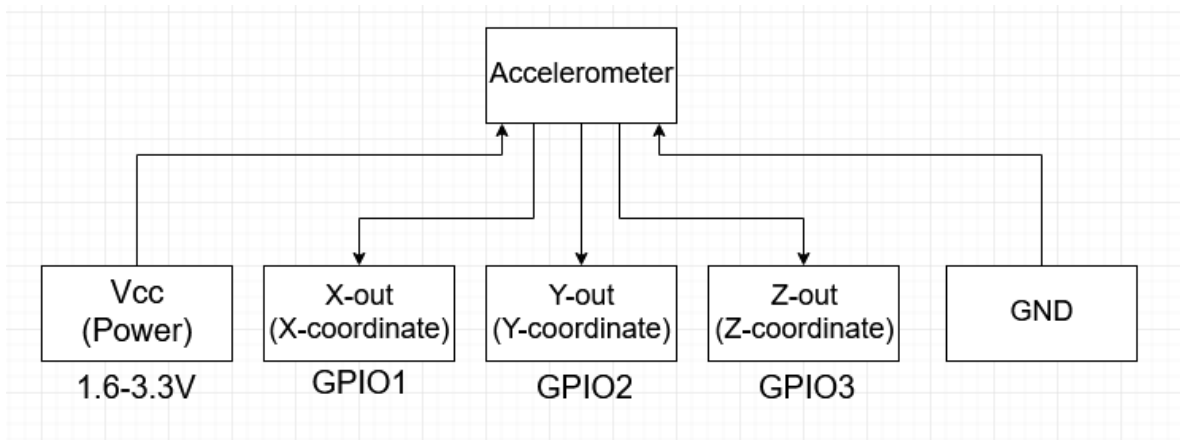 Accelerometer
Vcc
(Power)
X-out
(X-coordinate)
Y-out
(Y-coordinate)
Z-out
(Z-coordinate)
GND
1.6-3.3V
GPIO1
GPIO2
GPIO3